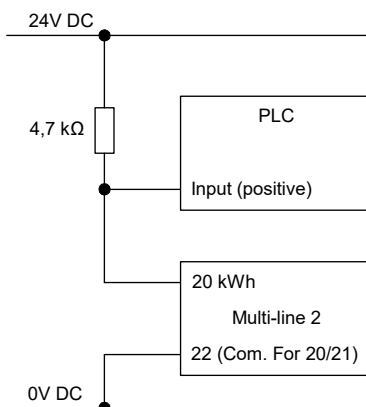 24V DC
4,7 kΩ
PLC
Input (positive)
20 kWh
Multi-line 2
22 (Com. For 20/21)
0V DC